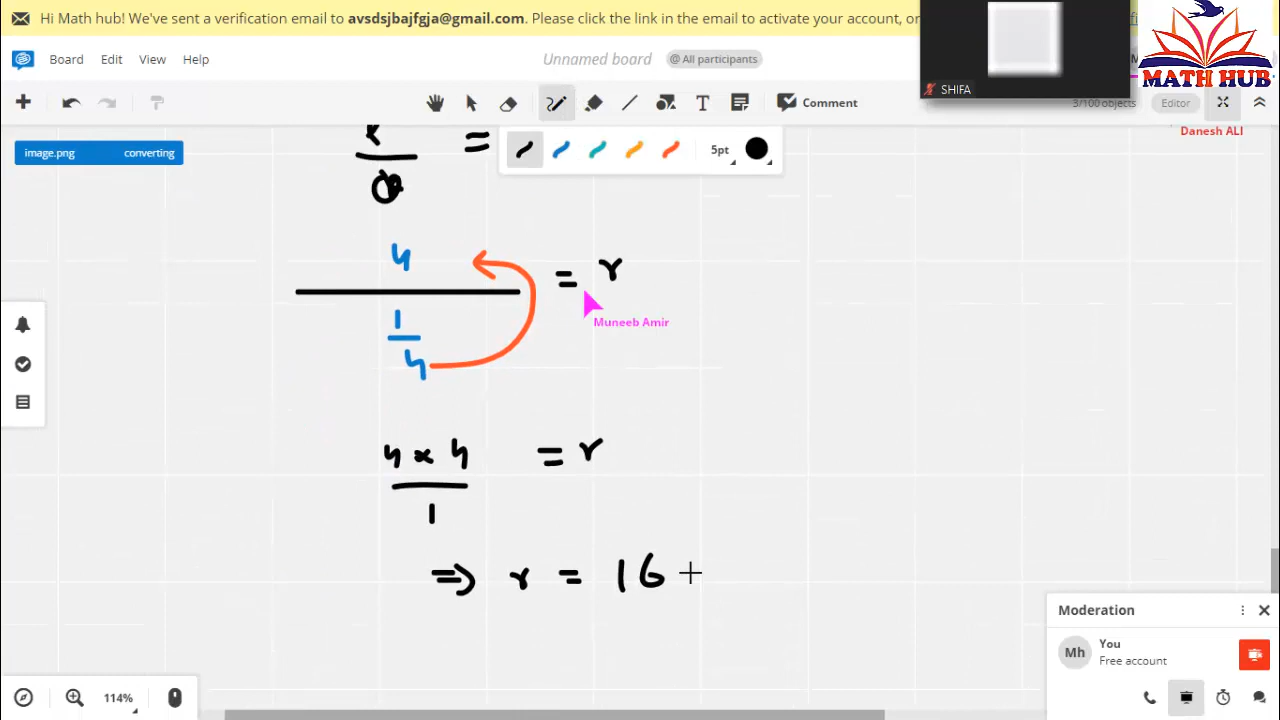 Hi Math hub! We've sent a verification email to avsdsjbajfgja@gmail.com. Please click the link in the email to activate your account, or
MATH HUB
SHIFA
Board Edit View Help
Unnamed board
@ All participants
Comment
3/100 objects
Editor
Danesh ALI
image.png converting
5pt
=
4
1
4
= r
Muneeb Amir
4 × 4 = r
1
⇒ r = 16
Moderation
Mh
You
Free account
114%